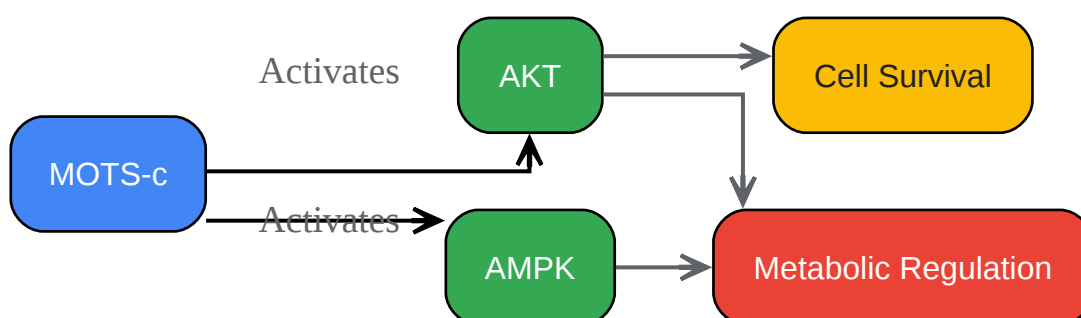 Activates
AKT
Cell Survival
MOTS-c
Activates
AMPK
Metabolic Regulation